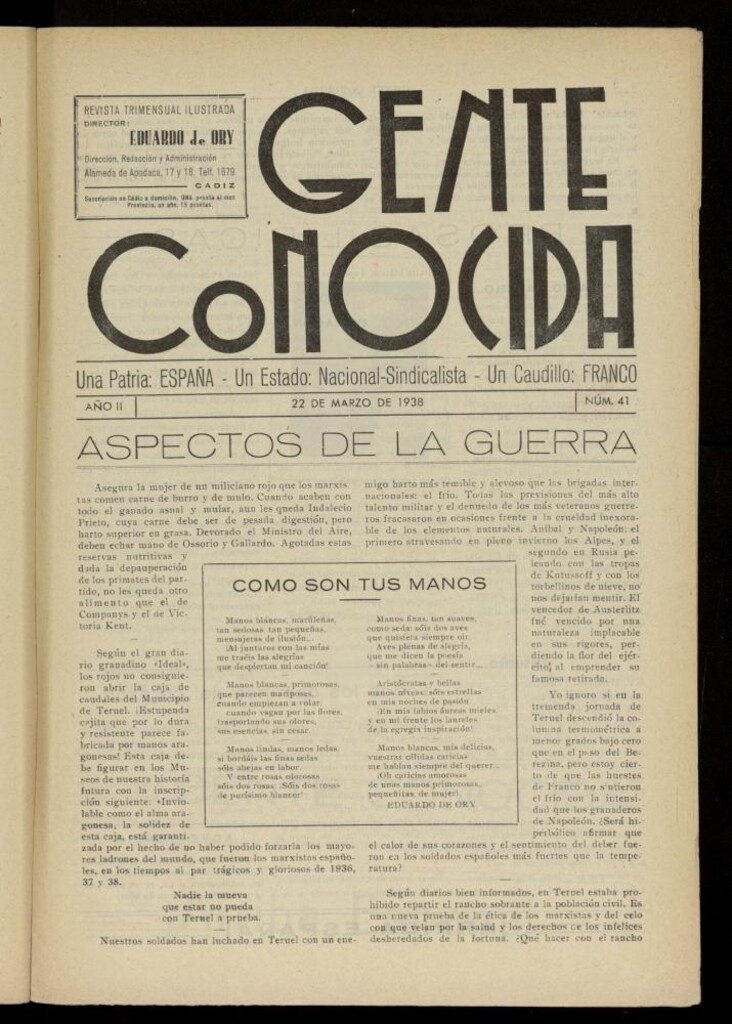 REVISTA TRIMENSUAL ILUSTRADA
DIRECTOR:
EDUARDO de ORY
Dirección, Redacción y Administración
Alameda de Apodaca, 17 y 18. Telf. 1679
CADIZ
Suscripción en Cádiz a domicilio, UNA peseta al mes
Provincia, un año, 15 pesetas.
GENTE
CONOCIDA
Una Patria: ESPAÑA - Un Estado: Nacional-Sindicalista - Un Caudillo: FRANCO
AÑO II
22 DE MARZO DE 1938
NÚM. 41
ASPECTOS DE LA GUERRA
Asegura la mujer de un miliciano rojo que los marxis
tas comen carne de burro y de mulo. Cuando acaben con
todo el ganado asnal y mular, aun les queda Indalecio
Prieto, cuya carne debe ser de pesada digestión, pero
harto superior en grasa. Devorado el Ministro del Aire,
deben echar mano de Ossorio y Gallardo. Agotadas estas
reservas nutritivas y
dada la depauperación
de los primates del par-
tido, no les queda otro
alimento que el de
Companys y el de Vic-
toria Kent.
Según el gran dia-
rio granadino «Ideal»,
los rojos no consiguie-
ron abrir la caja de
caudales del Municipio
de Teruel. ¡Estupenda
cajita que por lo dura
y resistente parece fa-
bricada por manos ara-
gonesas! Esta caja de-
be figurar en los Mu-
seos de nuestra historia
futura con la inscrip-
ción siguiente: «Invio-
lable como el alma ara-
gonesa, la solidez de
esta caja, está garanti-
zada por el hecho de no haber podido forzarla los mayo-
res ladrones del mundo, que fueron los marxistas españo-
les, en los tiempos al par trágicos y gloriosos de 1936,
37 y 38.
Nadie la mueva
que estar no pueda
con Teruel a prueba.
Nuestros soldados han luchado en Teruel con un ene-
COMO SON TUS MANOS
Manos blancas, marfileñas,
tan sedosas, tan pequeñas,
mensajeras de ilusión...
¡Al juntaros con las mías
me traéis las alegrías
que despiertan mi canción!
Manos blancas, primorosas,
que parecen mariposas,
cuando empiezan a volar,
cuando vagan por las flores,
trasportando sus olores,
sus esencias, sin cesar.
Manos lindas, manos ledas,
si bordáis las finas sedas
sóis abejas en labor...
Y entre rosas olorosas
sóis dos rosas: ¡Sóis dos rosas
de purísimo blancor!
Manos finas, tan suaves,
como seda: sóis dos aves
que quisiera siempre oir.
Aves plenas de alegría,
que me dicen la poesía
- sin palabras - del sentir...
Aristócratas y bellas
manos níveas: sóis estrellas
en mis noches de pasión
¡En mis labios dureas mieles
y en mi frente los laureles
de la egregia inspiración!
Manos blancas, mis delicias,
vuestras cálidas caricias
me embriagan siempre de querer...
¡Oh caricias amorosas
de unas manos primorosas,
pequeñitas, de mujer!
EDUARDO DE ORY
migo harto más temible y alevoso que las brigadas inter-
nacionales: el frío. Todas las previsiones del más alto
talento militar y el denuedo de los más veteranos guerre-
ros fracasaron en ocasiones frente a la crueldad inexora-
ble de los elementos naturales. Aníbal y Napoleón: el
primero atravesando en pleno invierno los Alpes, y el
segundo en Rusia pe-
leando con las tropas
de Kutussoff y con los
torbellinos de nieve, no
nos dejarían mentir. El
vencedor de Austerlitz
fué vencido por una
naturaleza implacable
en sus rigores, per-
diendo la flor del ejér-
cito, al emprender su
famosa retirada.
Yo ignoro si en la
tremenda jornada de
Teruel descendió la co-
lumna termométrica a
menor grados bajo cero
que en el paso del Be-
rezina, pero estoy cier-
to de que las huestes
de Franco no sintieron
el frío con la intensi-
dad que los granaderos
de Napoleón. ¿Será hi-
perbólico afirmar que
el calor de sus corazones y el sentimiento del deber fue-
ron en los soldados españoles más fuertes que la tempe-
ratura?
Según diarios bien informados, en Teruel estaba pro-
hibido repartir el rancho sobrante a la población civil. Es
una nueva prueba de la ética de los marxistas y del celo
con que velan por la salud y los derechos de los infelices
desheredados de la fortuna. ¿Qué hacer con el rancho